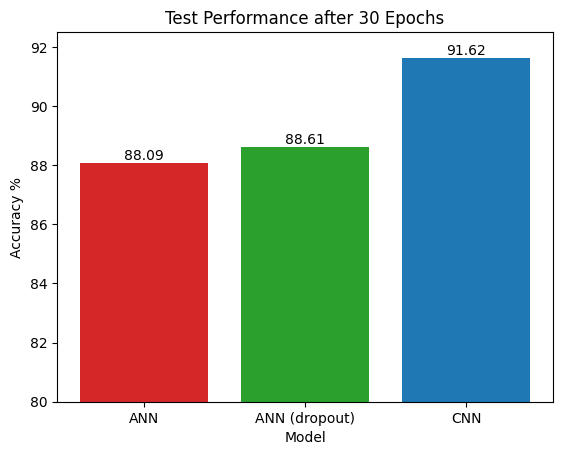 Test Performance after 30 Epochs
Accuracy %
92
90
88
86
84
82
80
88.09
88.61
91.62
ANN
ANN (dropout)
CNN
Model